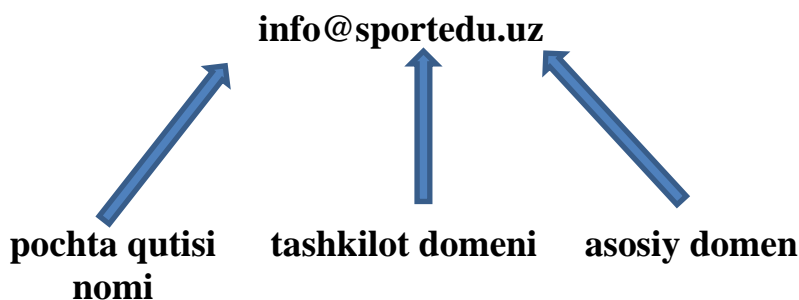 info@sportedu.uz
pochta qutisi nomi
tashkilot domeni
asosiy domen